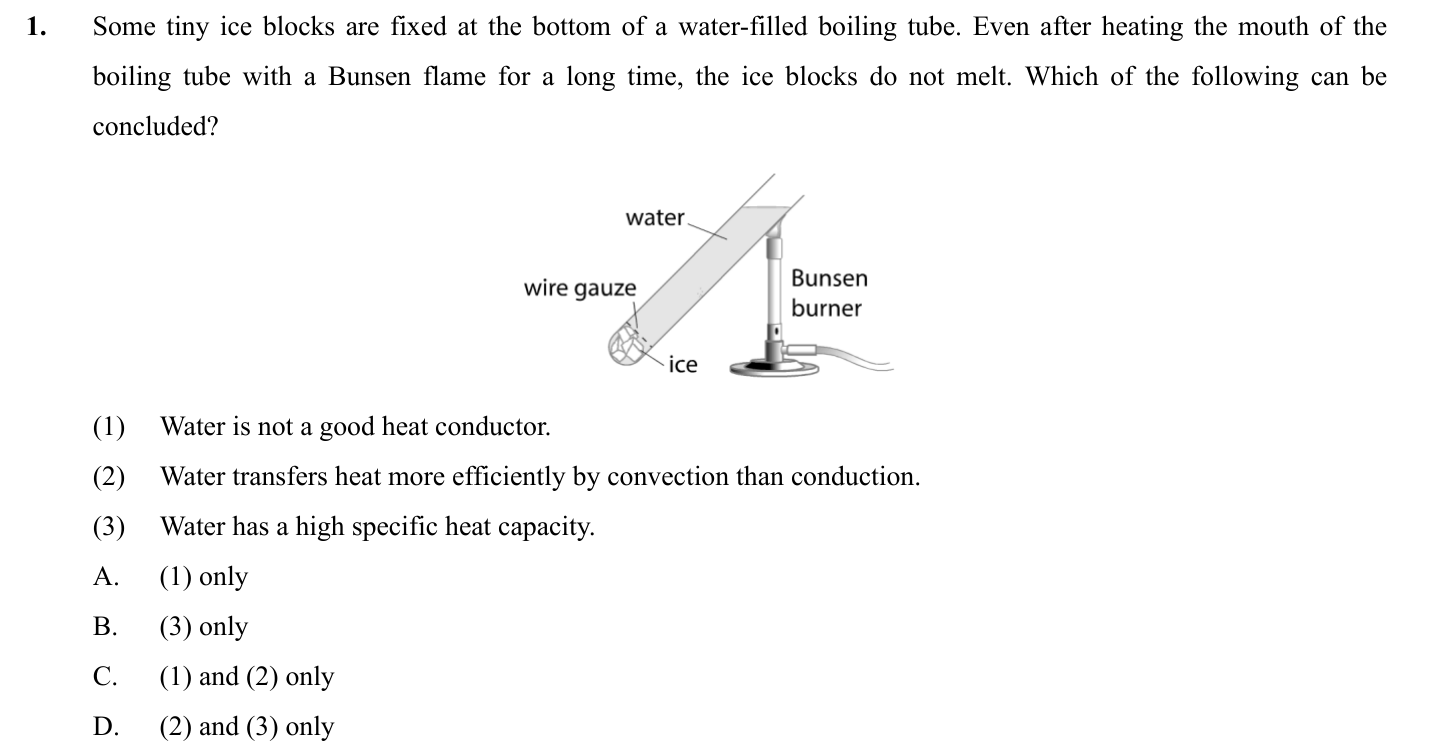 1. Some tiny ice blocks are fixed at the bottom of a water-filled boiling tube. Even after heating the mouth of the
boiling tube with a Bunsen flame for a long time, the ice blocks do not melt. Which of the following can be
concluded?
water
wire gauze
Bunsen
burner
ice
(1) Water is not a good heat conductor.
(2) Water transfers heat more efficiently by convection than conduction.
(3) Water has a high specific heat capacity.
A. (1) only
B. (3) only
C. (1) and (2) only
D. (2) and (3) only